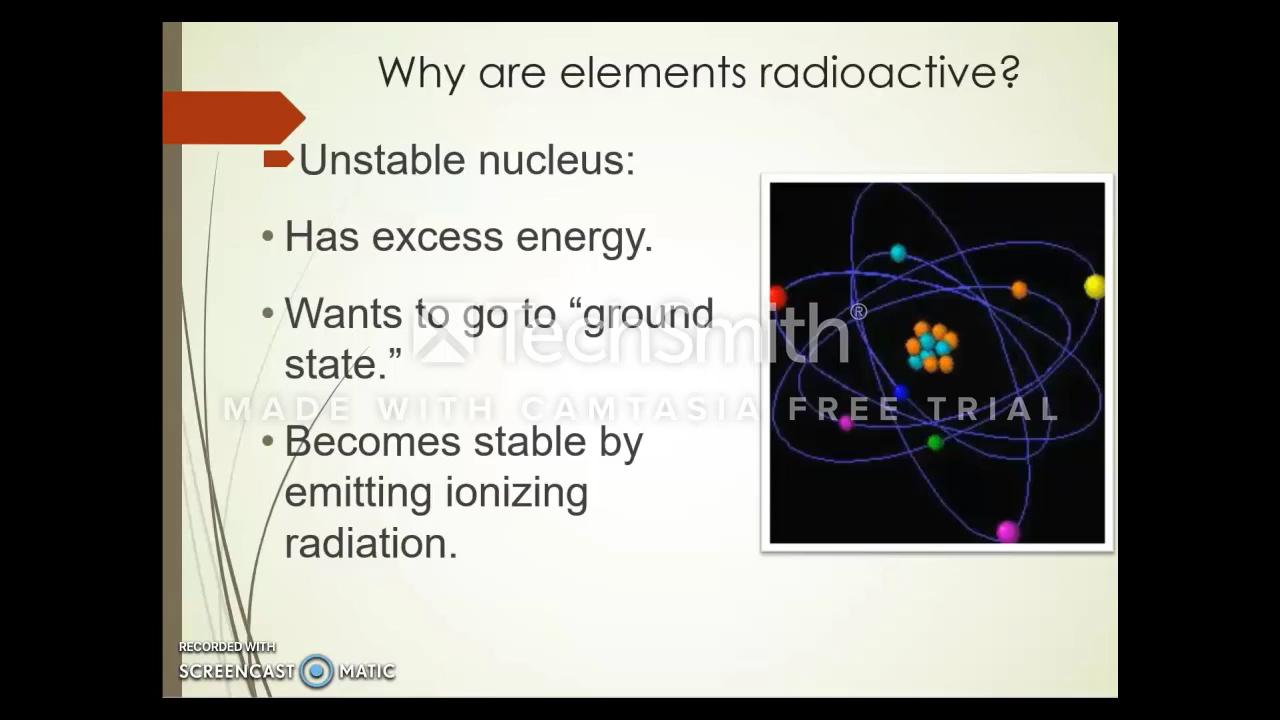 Why are elements radioactive?
Unstable nucleus:
• Has excess energy.
• Wants to go to “ground
state.”
TechSmith®
MADE WITH CAMTASIA FREE TRIAL
• Becomes stable by
emitting ionizing
radiation.
RECORDED WITH
SCREENCAST MATIC